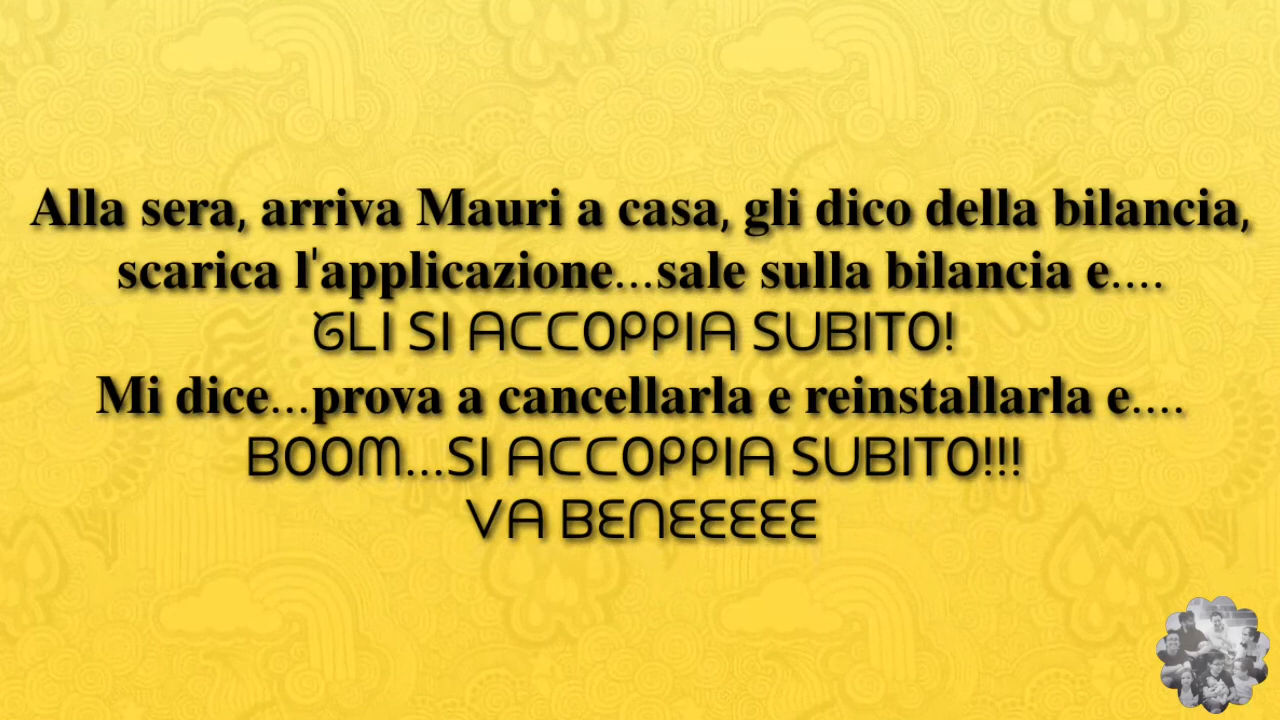 Alla sera, arriva Mauri a casa, gli dico della bilancia,
scarica l'applicazione...sale sulla bilancia e....
GLI SI ACCOPPIA SUBITO!
Mi dice...prova a cancellarla e reinstallarla e....
BOOM...SI ACCOPPIA SUBITO!!!
VA BENEEEEE